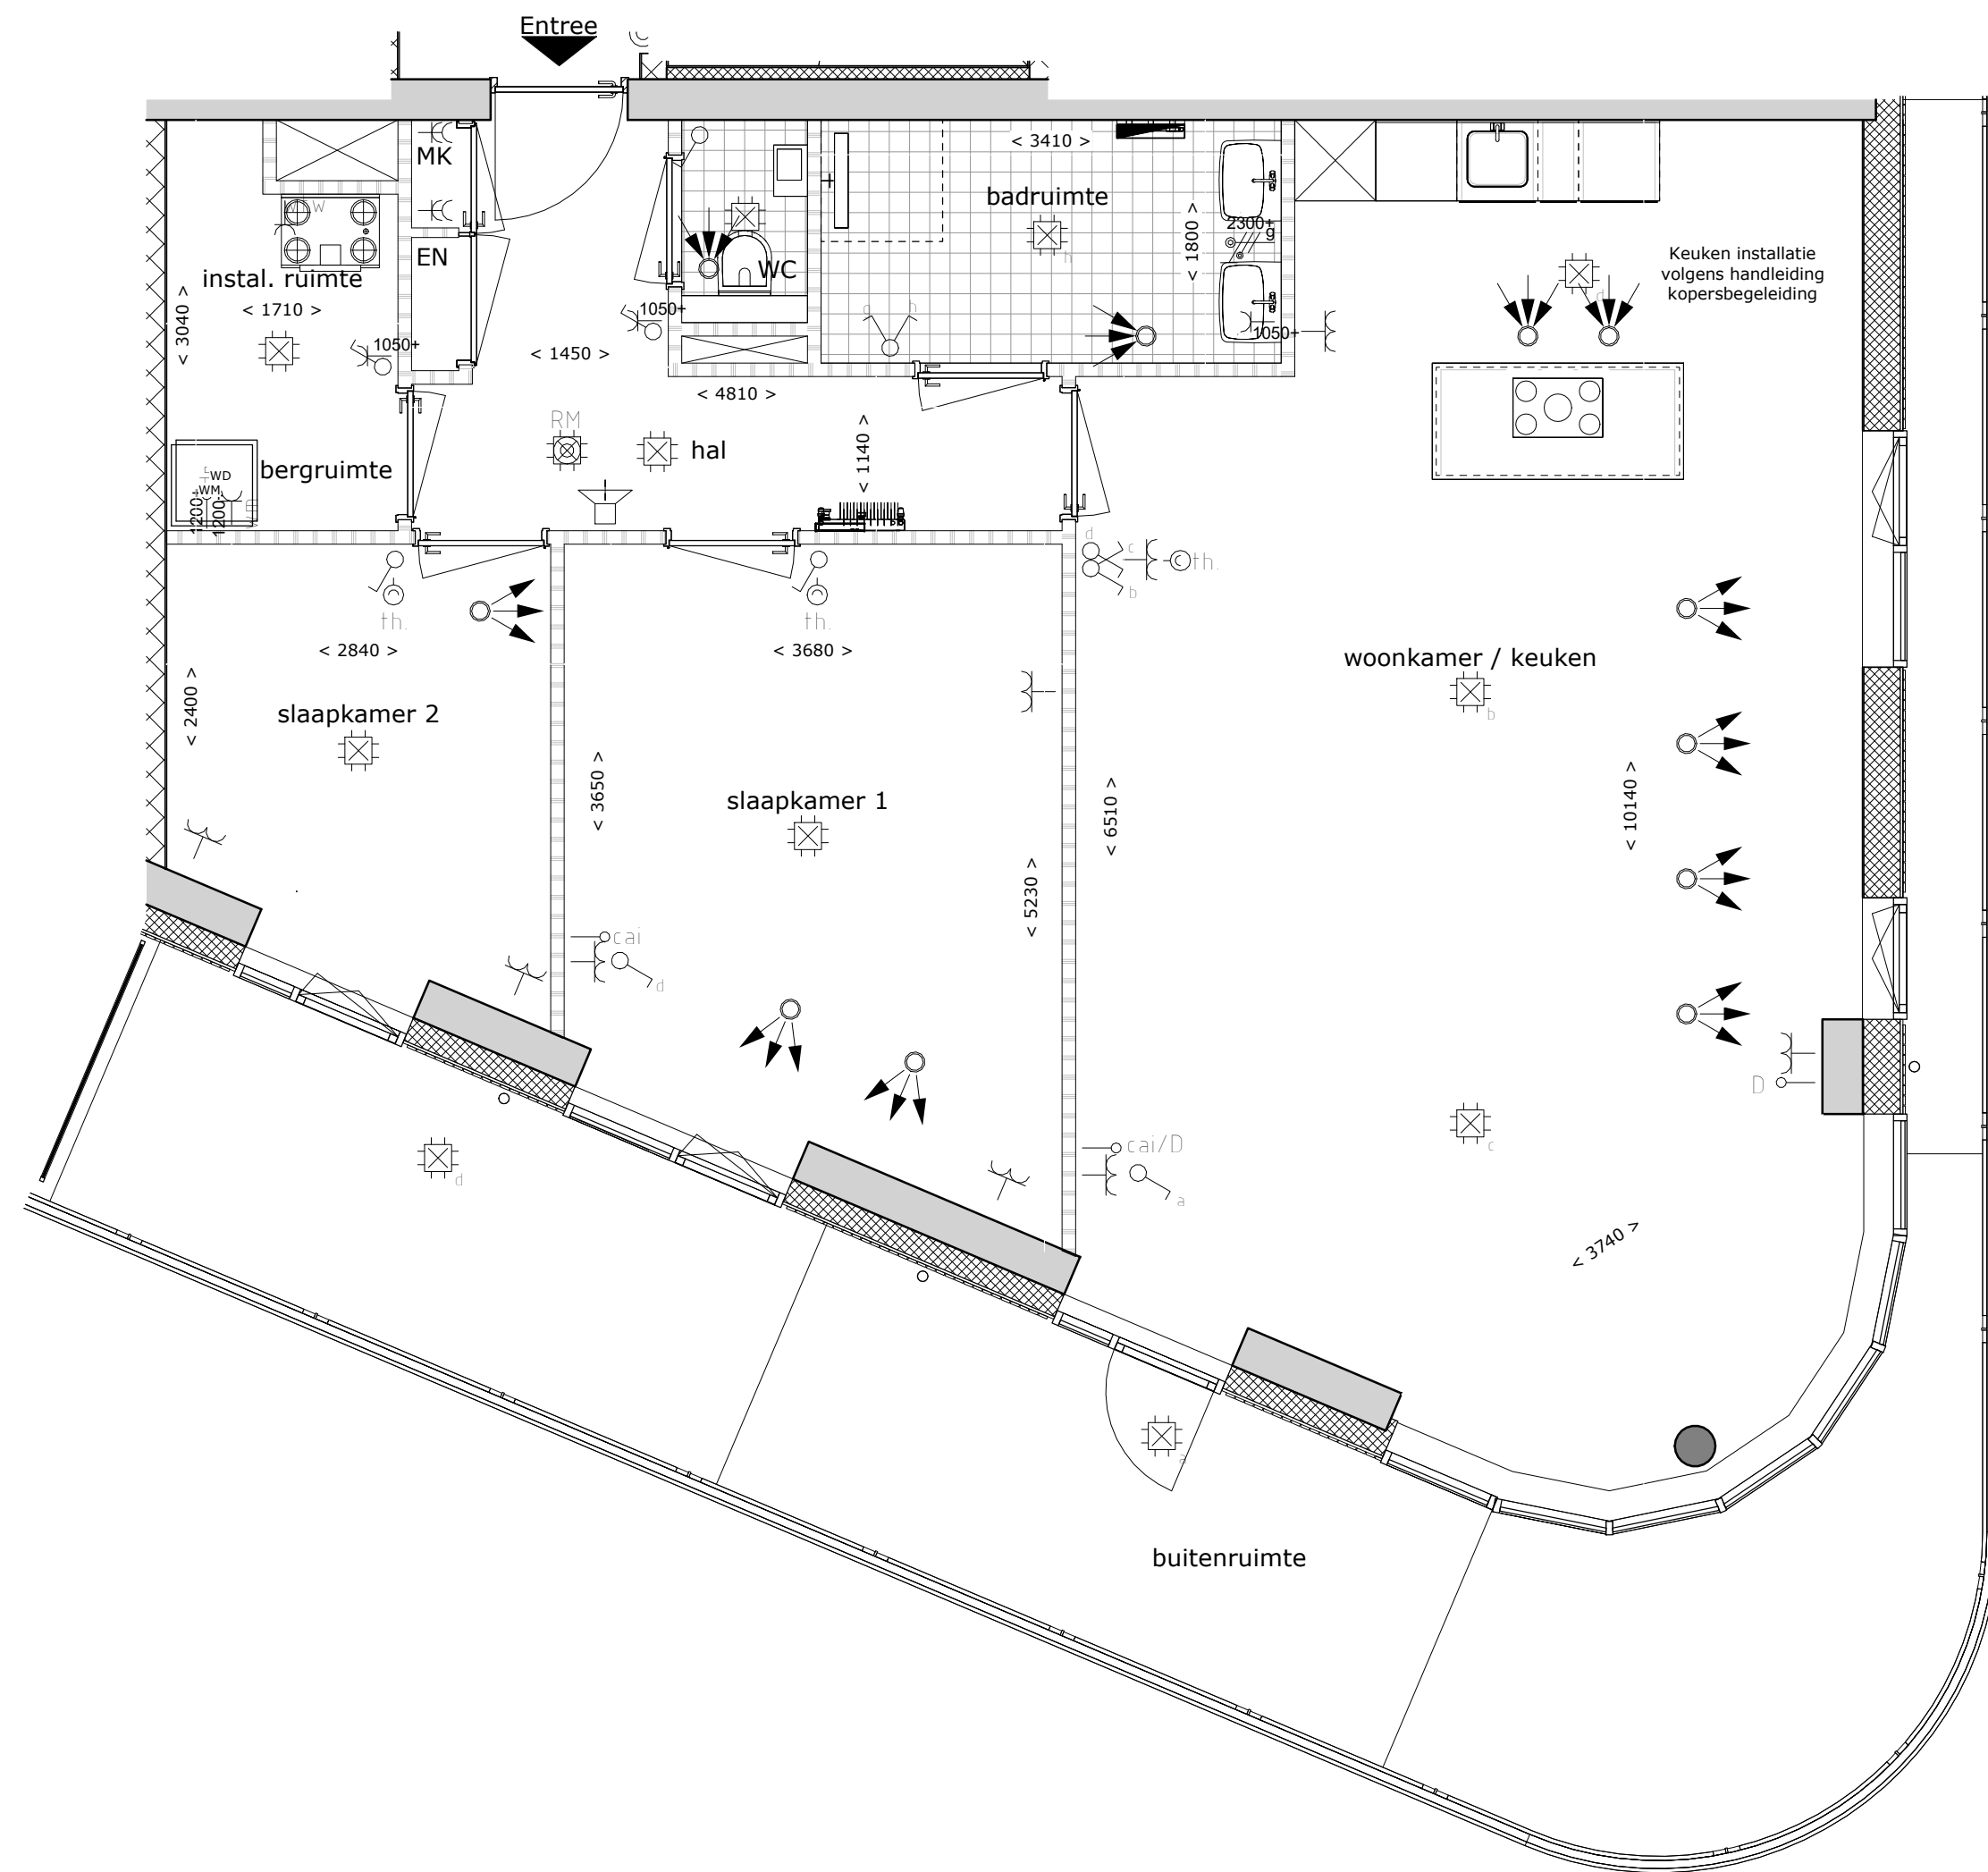 Entree
MK
< 3410 >
badruimte
2300+
g
< 1800 >
EN
WC
h
W
instal. ruimte
< 1710 >
< 3040 >
1050+
1050+
g
h
1050+
Keuken installatie
volgens handleiding
kopersbegeleiding
d
< 1450 >
< 4810 >
RM
hal
< 1140 >
bergruimte
WD
WM
1200+
1200+
d
c
b
th.
th.
th.
< 2840 >
< 3680 >
woonkamer / keuken
b
< 2400 >
slaapkamer 2
< 3650 >
slaapkamer 1
< 6510 >
< 10140 >
< 5230 >
cai
d
D
cai/D
a
c
d
< 3740 >
a
buitenruimte